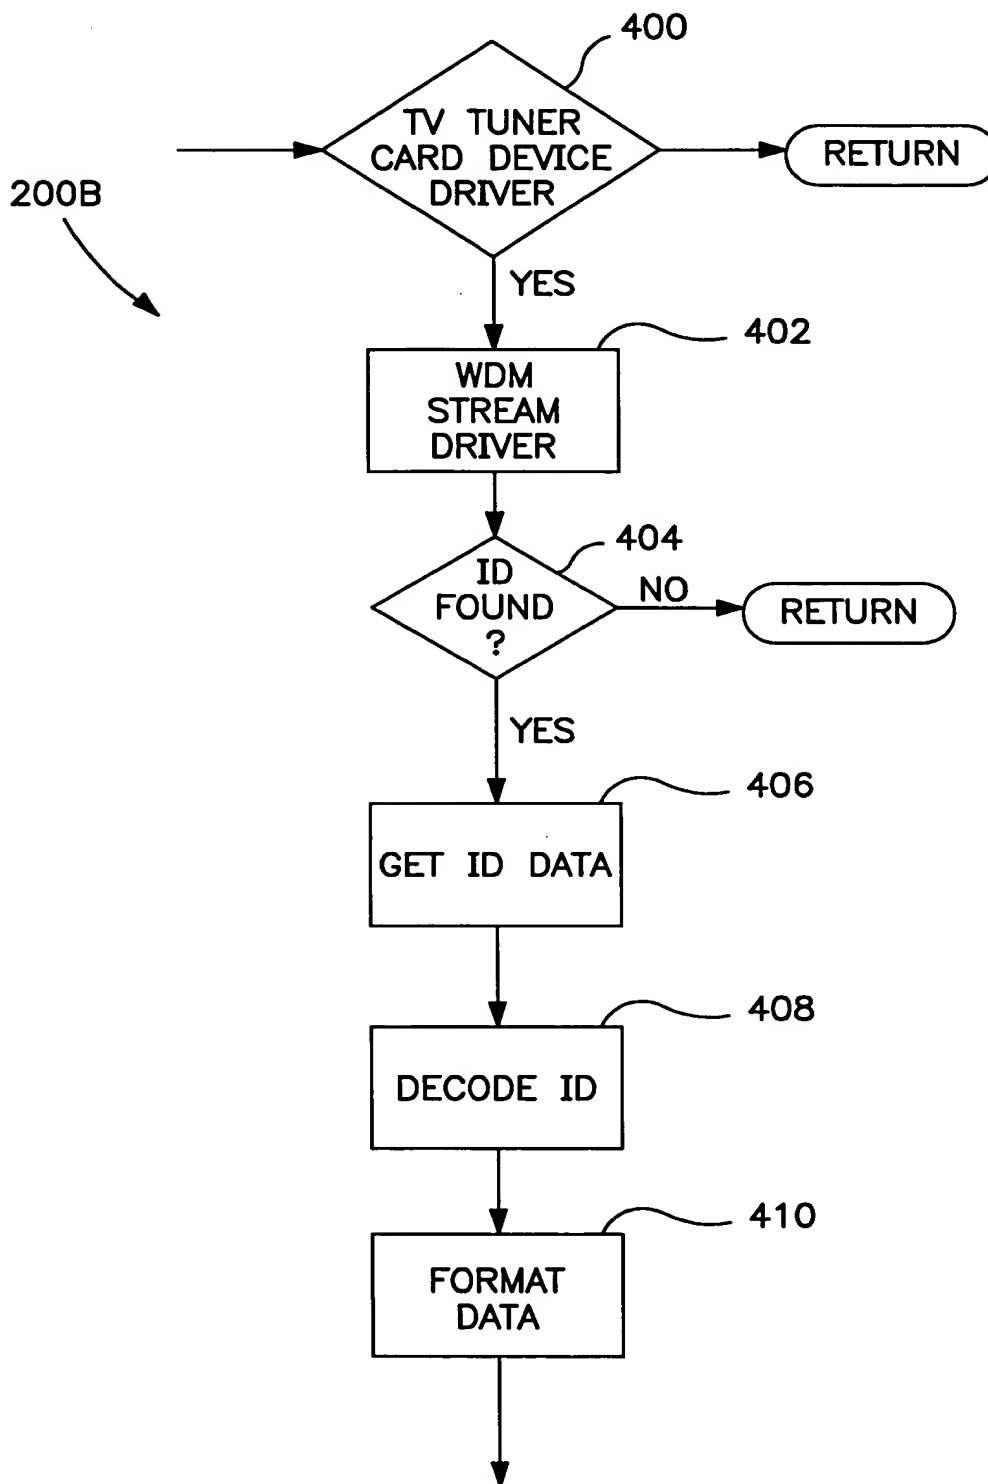 400
TV TUNER
CARD DEVICE
DRIVER
RETURN
200B
YES
402
WDM
STREAM
DRIVER
404
ID
FOUND
?
NO
RETURN
YES
406
GET ID DATA
408
DECODE ID
410
FORMAT
DATA